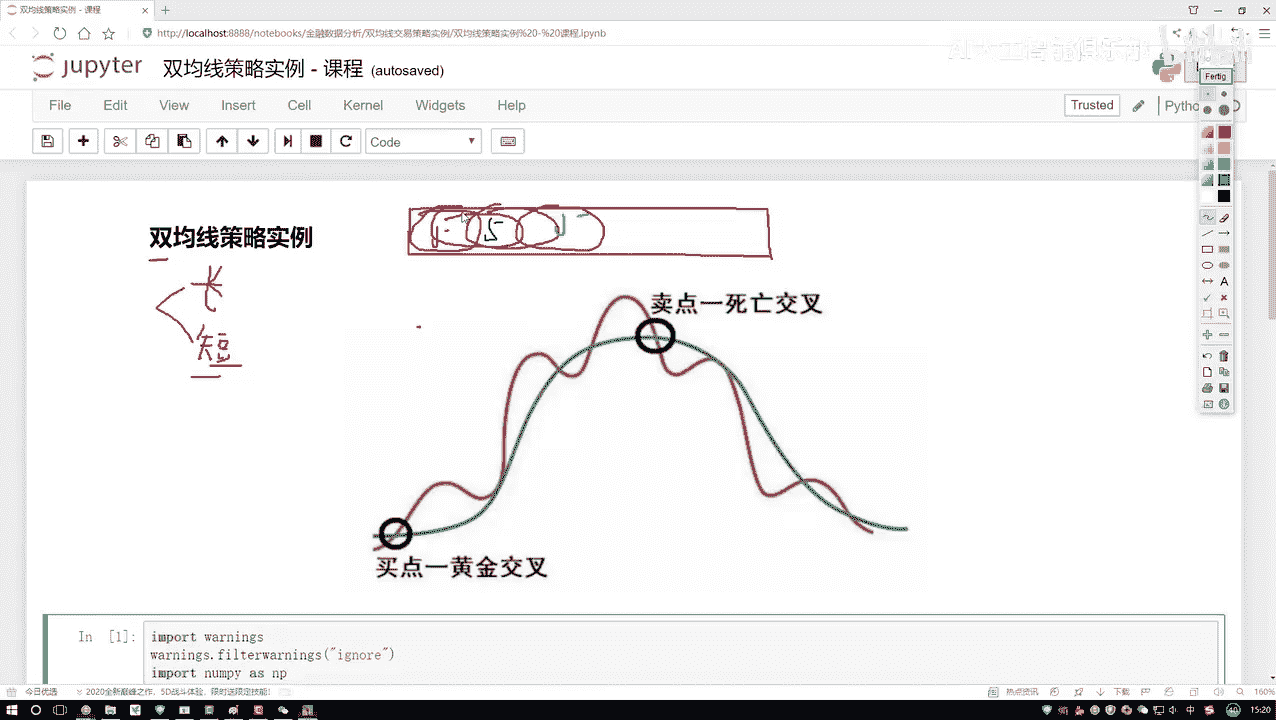 双均线策略实例 - 课程
http://localhost:8888/notebooks/金融数据分析/双均线交易策略实例/双均线策略实例%20-%20课程.ipynb
jupyter 双均线策略实例 - 课程 (autosaved)
Fertig
File Edit View Insert Cell Kernel Widgets Help Trusted
Code
双均线策略实例
5
长
短
卖点一死亡交叉
买点一黄金交叉
In [1]: import warnings
warnings.filterwarnings("ignore")
import numpy as np
今日优选 2020全新巅峰之作，5D战斗体验，限时送限定技能！ 热点资讯 下载 160%
中 40 15:20